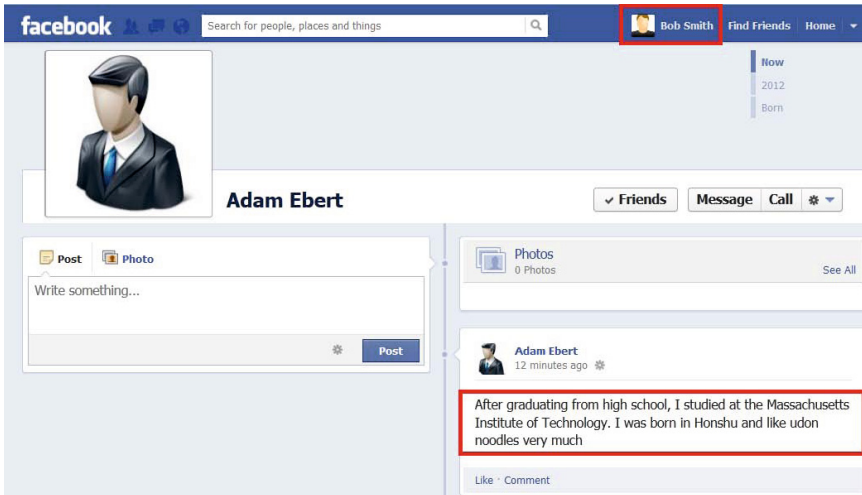 facebook
Search for people, places and things
Bob Smith
Find Friends
Home
Now
2012
Born
Adam Ebert
✓ Friends
Message
Call
Post
Photo
Write something...
Post
Photos
0 Photos
See All
Adam Ebert
12 minutes ago
After graduating from high school, I studied at the Massachusetts
Institute of Technology. I was born in Honshu and like udon
noodles very much
Like · Comment